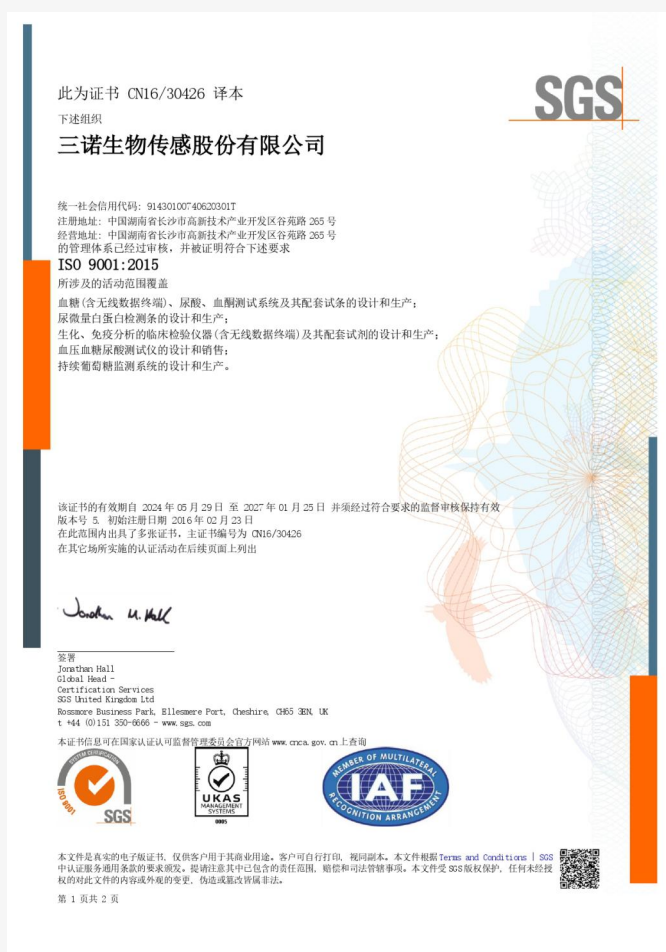 SGS
此为证书 CN16/30426 译本
下述组织
三诺生物传感股份有限公司
统一社会信用代码: 91430100740620301T
注册地址: 中国湖南省长沙市高新技术产业开发区谷苑路 265 号
经营地址: 中国湖南省长沙市高新技术产业开发区谷苑路 265 号
的管理体系已经过审核, 并被证明符合下述要求
ISO 9001:2015
所涉及的活动范围覆盖
血糖(含无线数据终端)、尿酸、血酮测试系统及其配套试条的设计和生产;
尿微量白蛋白检测条的设计和生产;
生化、免疫分析的临床检验仪器(含无线数据终端)及其配套试剂的设计和生产;
血压血糖尿酸测试仪的设计和销售;
持续葡萄糖监测系统的设计和生产。
该证书的有效期自 2024 年 05 月 29 日 至 2027 年 01 月 25 日 并须经过符合要求的监督审核保持有效
版本号 5. 初始注册日期 2016 年 02 月 23 日
在此范围内出具了多张证书, 主证书编号为 CN16/30426
在其它场所实施的认证活动在后续页面上列出
Jonathan M. Hall
签署
Jonathan Hall
Global Head -
Certification Services
SGS United Kingdom Ltd
Rossmore Business Park, Ellesmere Port, Cheshire, CH65 3EN, UK
t +44 (0)151 350-6666 - www.sgs.com
本证书信息可在国家认证认可监督管理委员会官方网站 www.cnca.gov.cn 上查询
SYSTEM CERTIFICATION
ISO 9001
SGS
UKAS
MANAGEMENT
SYSTEMS
0005
MEMBER OF MULTILATERAL
IAF
RECOGNITION ARRANGEMENT
本文件是真实的电子版证书, 仅供客户用于其商业用途。客户可自行打印, 视同副本。本文件根据 Terms and Conditions | SGS
中认证服务通用条款的要求颁发。提请注意其中已包含的责任范围, 赔偿和司法管辖事项。本文件受 SGS 版权保护, 任何未经授
权的对此文件的内容或外观的变更, 伪造或篡改皆属非法。
第 1 页共 2 页